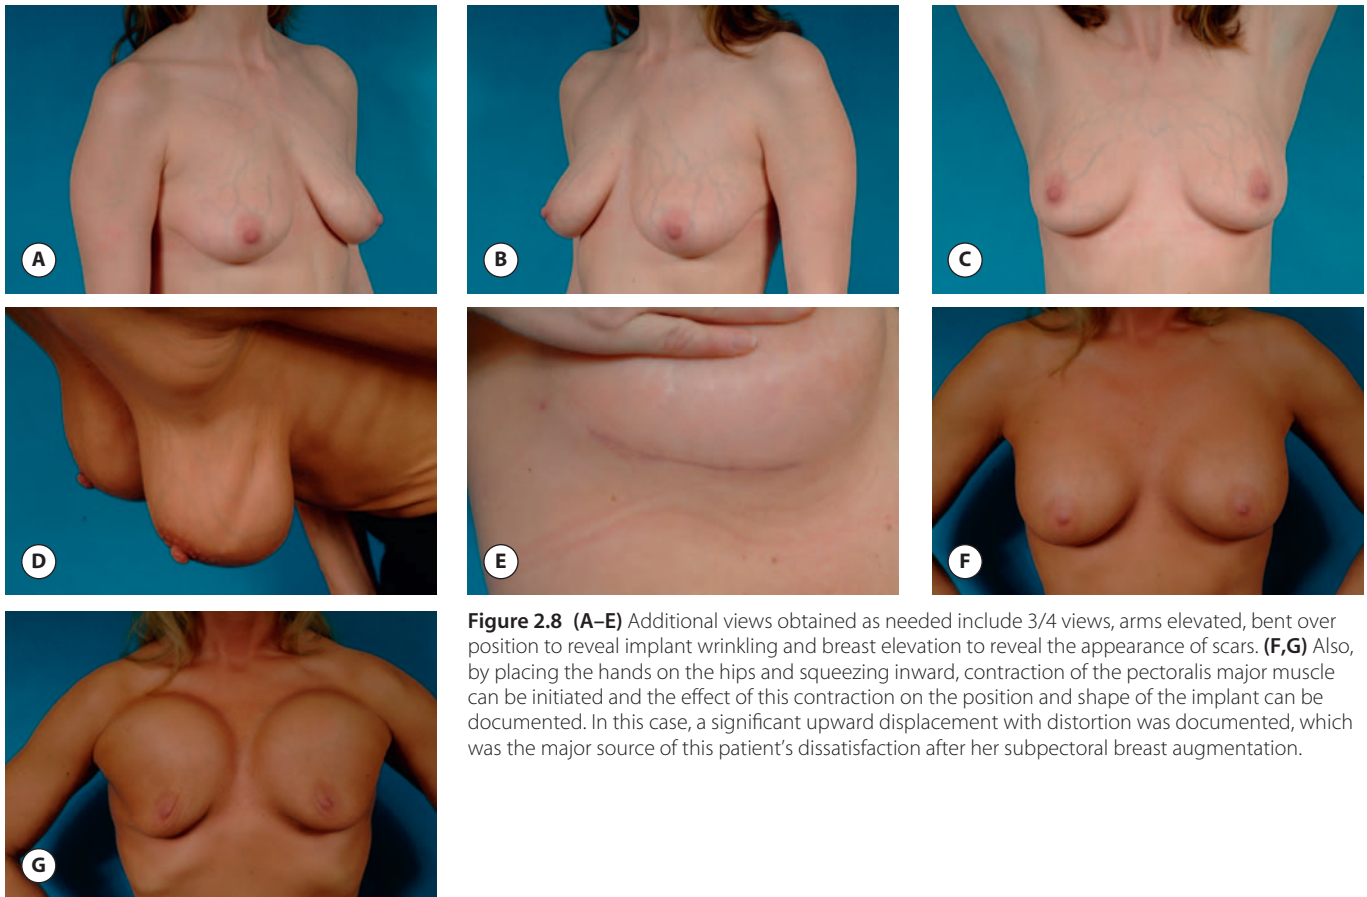 A
B
C
D
E
F
G
Figure 2.8 (A–E) Additional views obtained as needed include 3/4 views, arms elevated, bent over
position to reveal implant wrinkling and breast elevation to reveal the appearance of scars. (F,G) Also,
by placing the hands on the hips and squeezing inward, contraction of the pectoralis major muscle
can be initiated and the effect of this contraction on the position and shape of the implant can be
documented. In this case, a significant upward displacement with distortion was documented, which
was the major source of this patient’s dissatisfaction after her subpectoral breast augmentation.